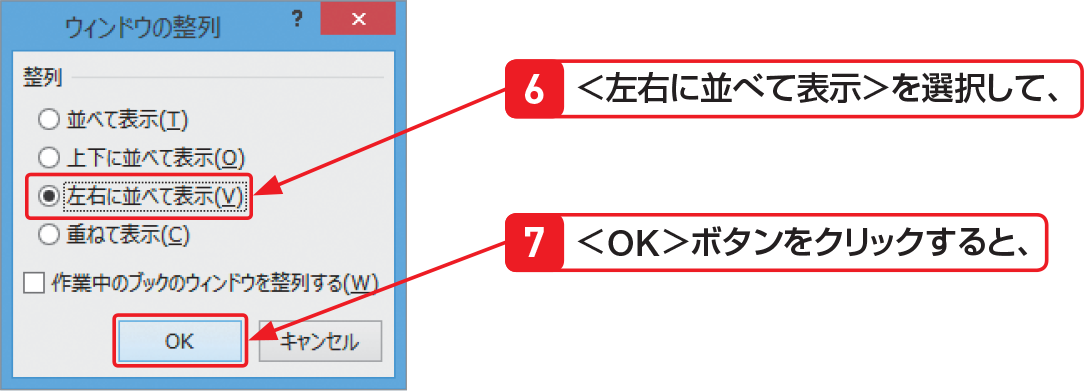 ウィンドウの整列
?
×
整列
並べて表示(T)
上下に並べて表示(O)
左右に並べて表示(V)
重ねて表示(C)
作業中のブックのウィンドウを整列する(W)
OK
キャンセル
6 <左右に並べて表示>を選択して、
7 <OK>ボタンをクリックすると、